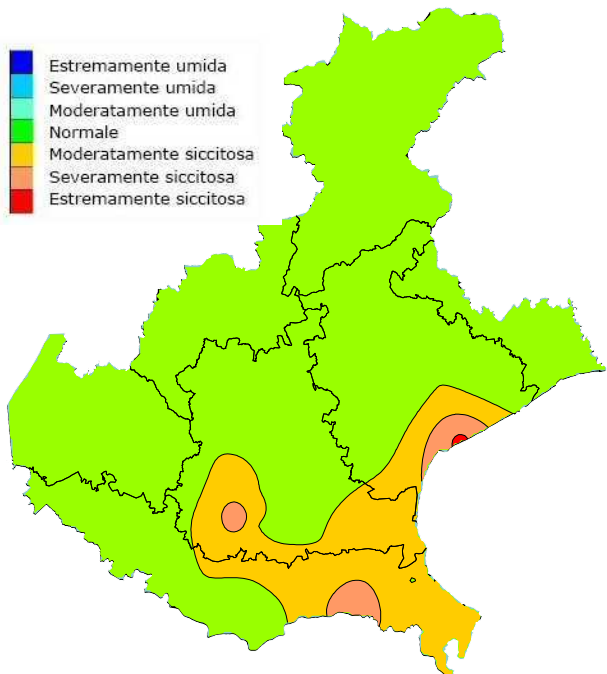 Estremamente umida
Severamente umida
Moderatamente umida
Normale
Moderatamente siccitosa
Severamente siccitosa
Estremamente siccitosa